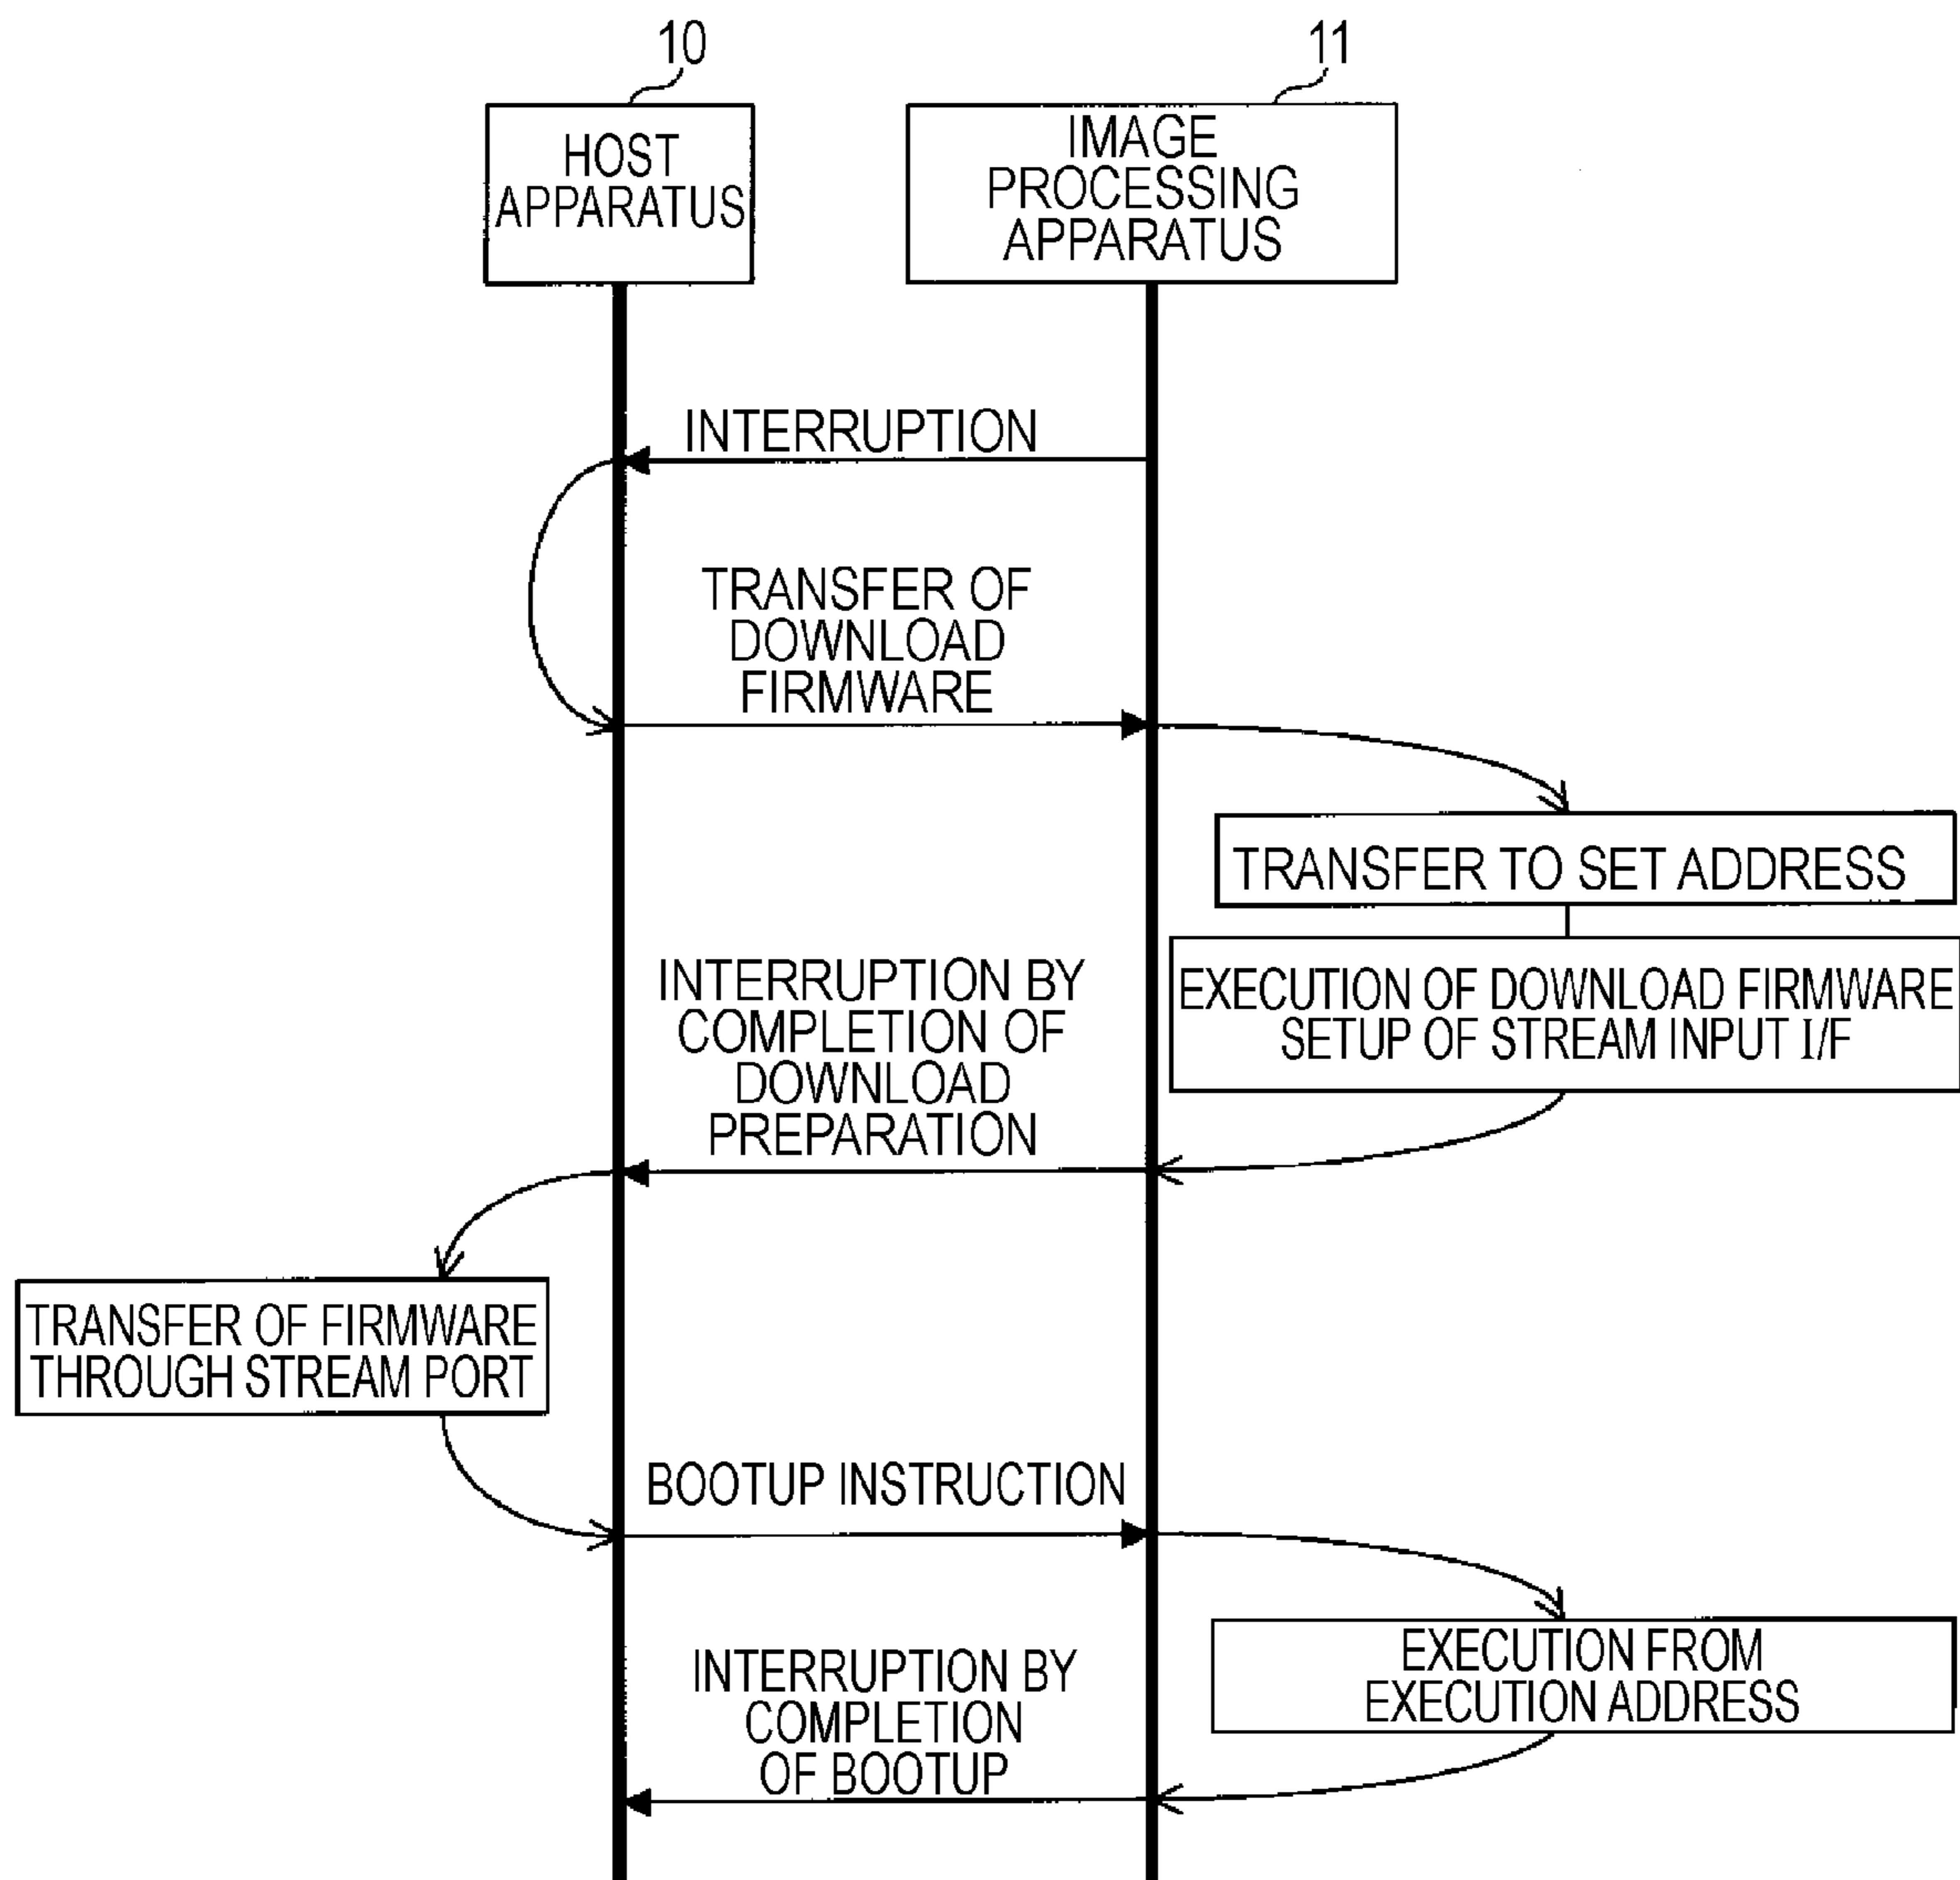 10
11
HOST
APPARATUS
IMAGE
PROCESSING
APPARATUS
INTERRUPTION
TRANSFER OF
DOWNLOAD
FIRMWARE
TRANSFER TO SET ADDRESS
EXECUTION OF DOWNLOAD FIRMWARE
SETUP OF STREAM INPUT I/F
INTERRUPTION BY
COMPLETION OF
DOWNLOAD
PREPARATION
TRANSFER OF FIRMWARE
THROUGH STREAM PORT
BOOTUP INSTRUCTION
EXECUTION FROM
EXECUTION ADDRESS
INTERRUPTION BY
COMPLETION
OF BOOTUP